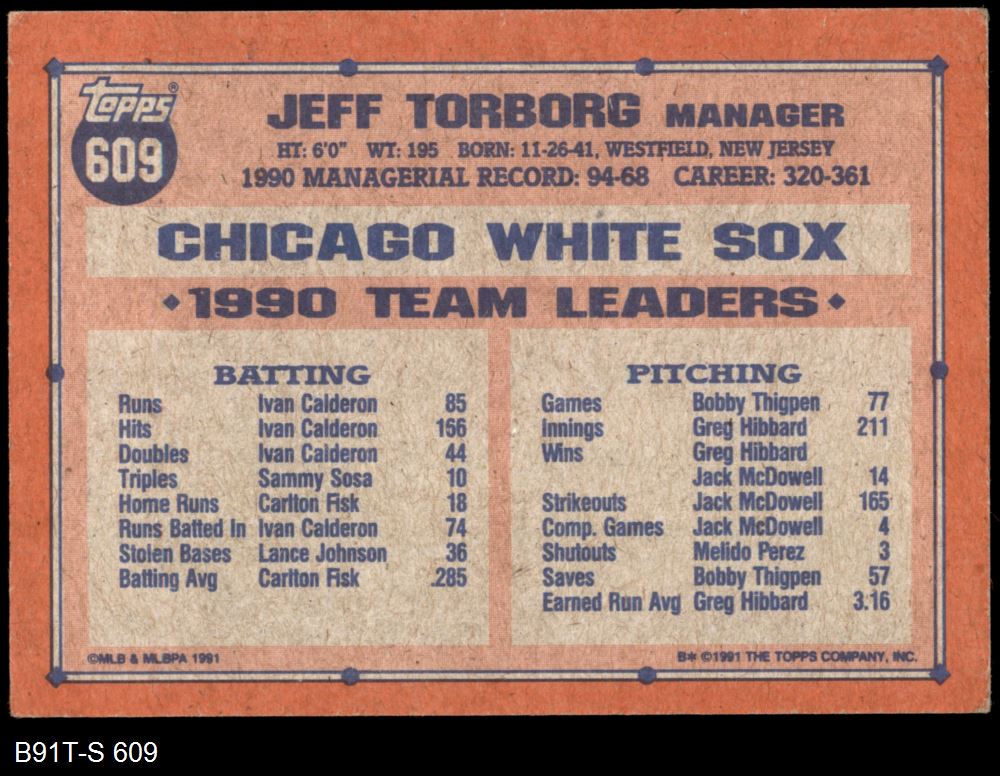 Topps®
609
JEFF TORBORG MANAGER
HT: 6'0" WT: 195 BORN: 11-26-41, WESTFIELD, NEW JERSEY
1990 MANAGERIAL RECORD: 94-68 CAREER: 320-361
CHICAGO WHITE SOX
◆1990 TEAM LEADERS◆
BATTING
Runs Ivan Calderon 85
Hits Ivan Calderon 156
Doubles Ivan Calderon 44
Triples Sammy Sosa 10
Home Runs Carlton Fisk 18
Runs Batted In Ivan Calderon 74
Stolen Bases Lance Johnson 36
Batting Avg Carlton Fisk .285
PITCHING
Games Bobby Thigpen 77
Innings Greg Hibbard 211
Wins Greg Hibbard
Jack McDowell 14
Strikeouts Jack McDowell 165
Comp. Games Jack McDowell 4
Shutouts Melido Perez 3
Saves Bobby Thigpen 57
Earned Run Avg Greg Hibbard 3.16
©MLB & MLBPA 1991
B* ©1991 THE TOPPS COMPANY, INC.
B91T-S 609